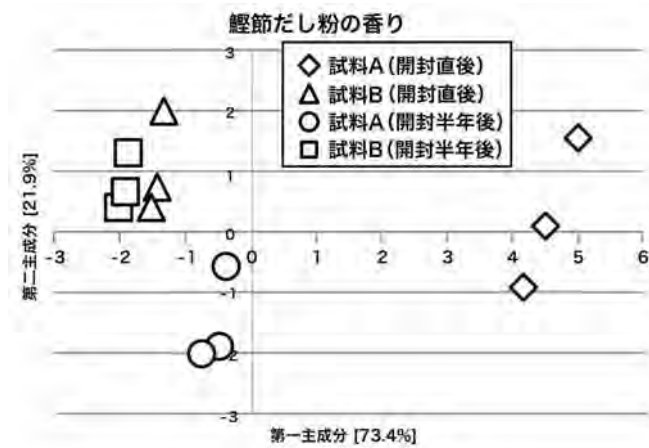 鰹節だし粉の香り
3
◇ 試料A(開封直後)
△ 試料B(開封直後)
○ 試料A(開封半年後)
□ 試料B(開封半年後)
2
1
0
-3 -2 -1 0 1 2 3 4 5 6
-1
-2
-3
第二主成分 [21.9%]
第一主成分 [73.4%]